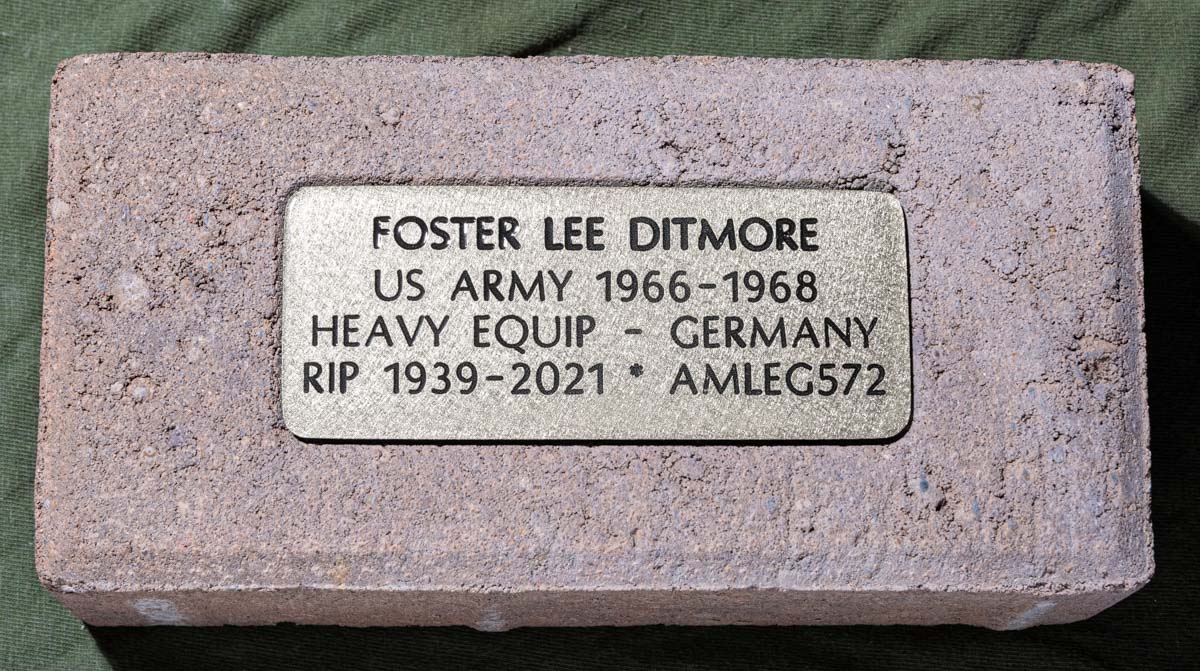 FOSTER LEE DITMORE
US ARMY 1966-1968
HEAVY EQUIP - GERMANY
RIP 1939-2021 * AMLEG572